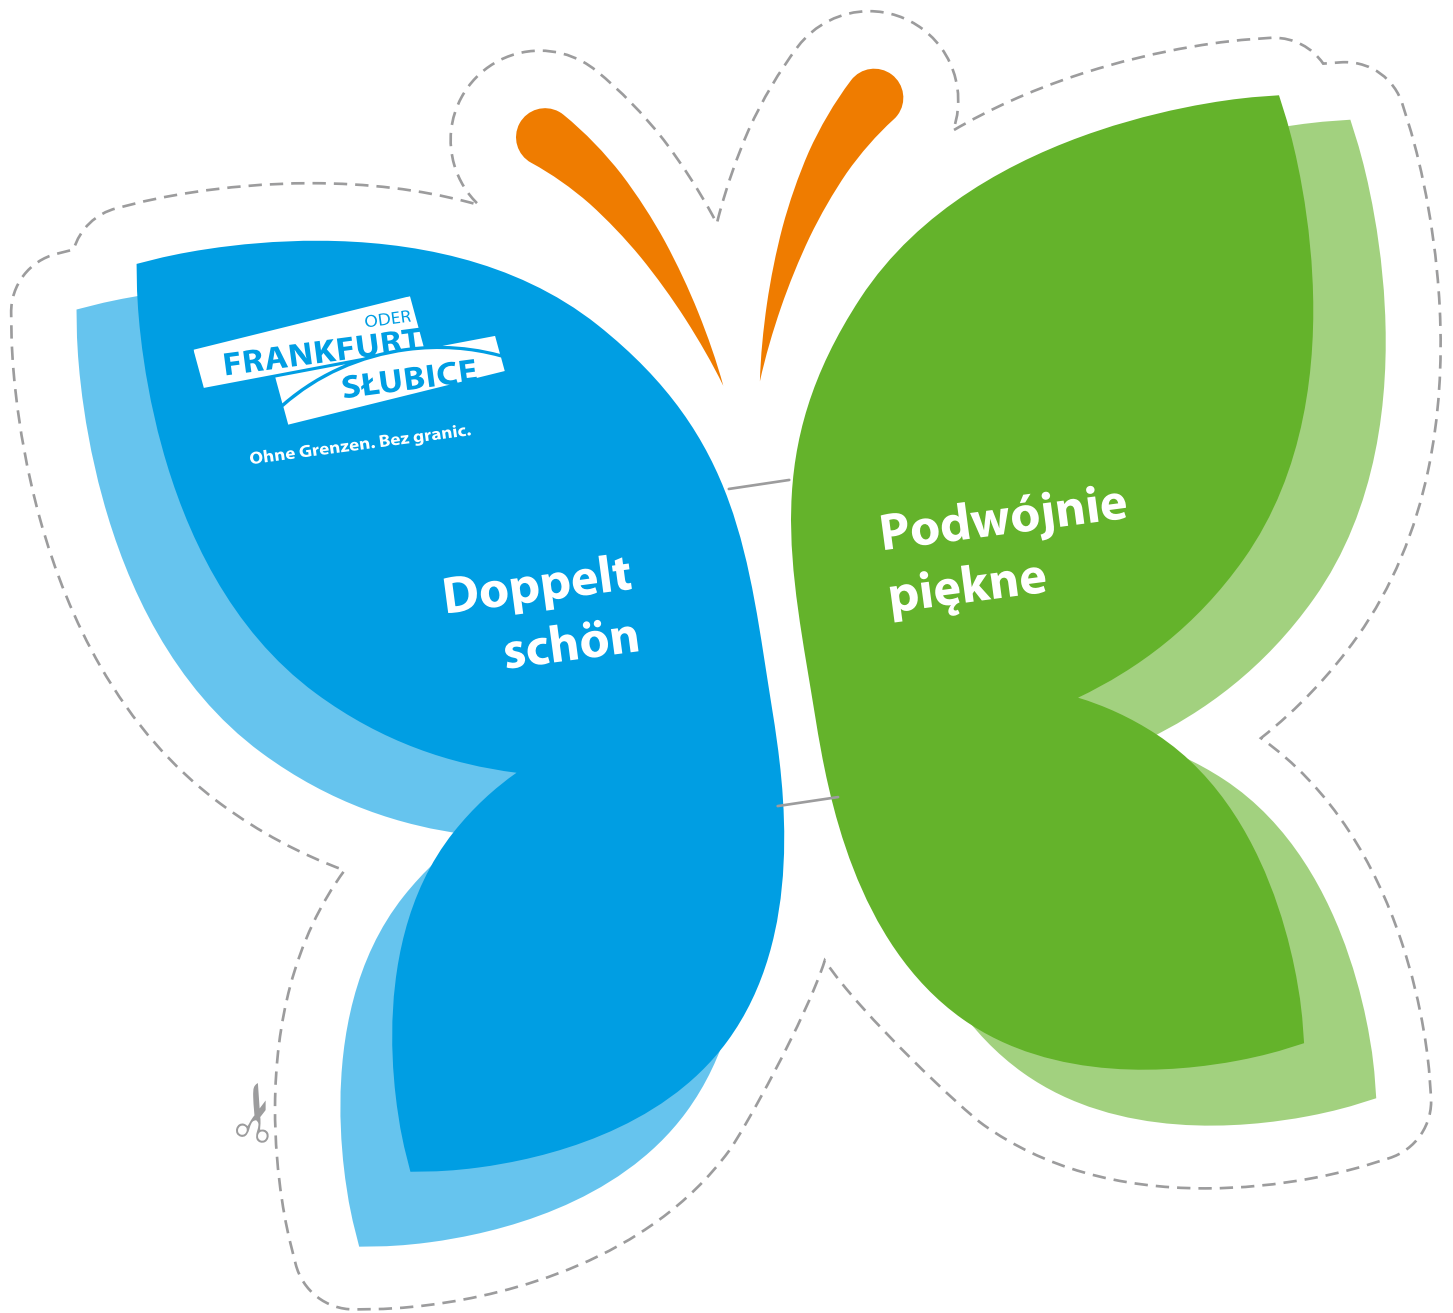 ODER
FRANKFURT
SŁUBICE
Ohne Grenzen. Bez granic.
Doppelt
schön
Podwójnie
piękne